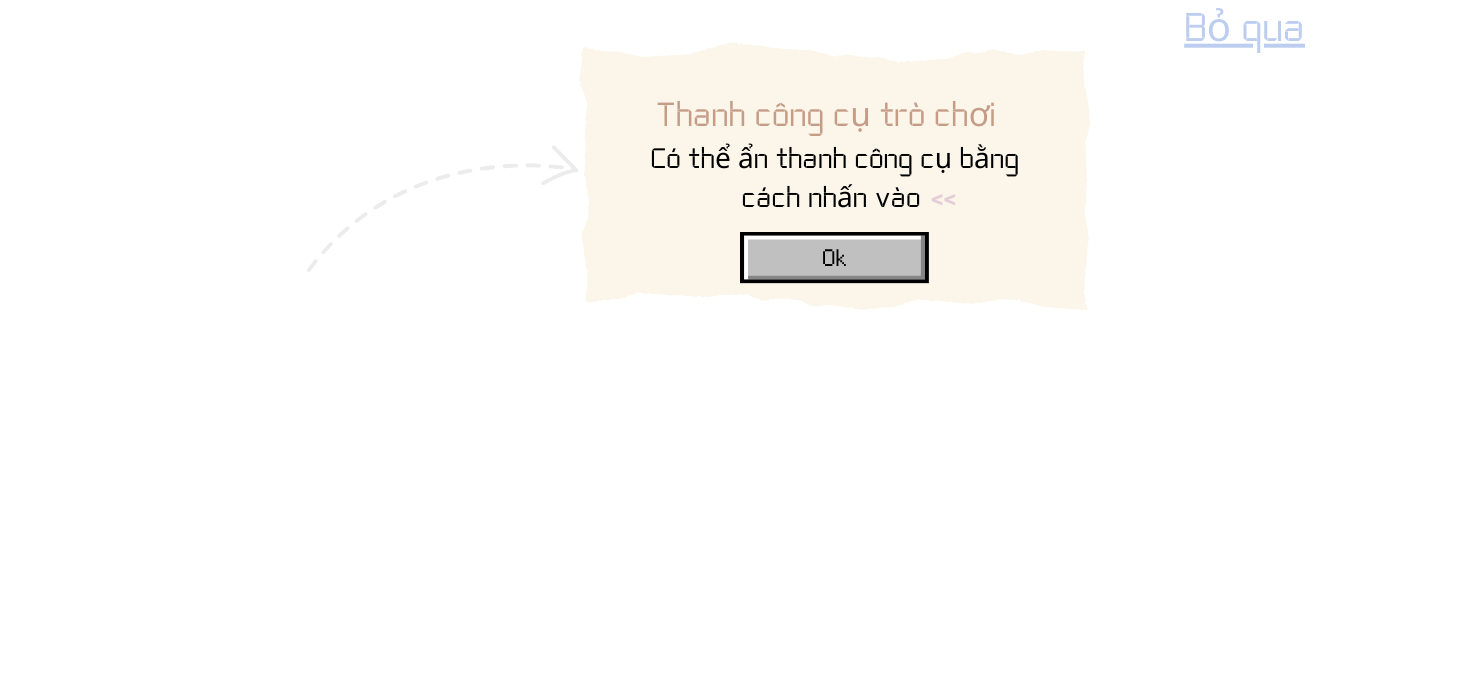 Bỏ qua
Thanh công cụ trò chơi
Có thể ẩn thanh công cụ bằng
cách nhấn vào <<
Ok